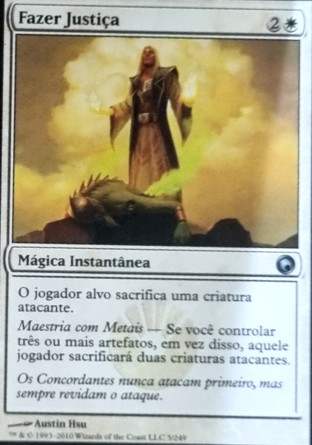 Fazer Justiça 2
Mágica Instantânea
O jogador alvo sacrifica uma criatura
atacante.
Maestria com Metais — Se você controlar
três ou mais artefatos, em vez disso, aquele
jogador sacrificará duas criaturas atacantes.
Os Concordantes nunca atacam primeiro, mas
sempre revidam o ataque.
Austin Hsu
™ & © 1993–2010 Wizards of the Coast LLC 5/249